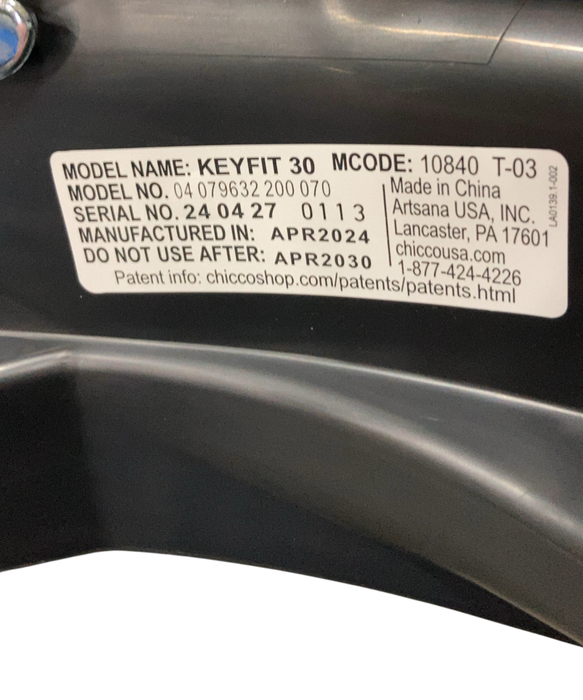 MODEL NAME: KEYFIT 30 MCODE: 10840 T-03
MODEL NO. 04 079632 200 070
SERIAL NO. 24 04 27 0113
MANUFACTURED IN: APR2024
DO NOT USE AFTER: APR2030
Made in China
Artsana USA, INC.
Lancaster, PA 17601
chiccousa.com
1-877-424-4226
Patent info: chiccoshop.com/patents/patents.html
LA0139.1-002